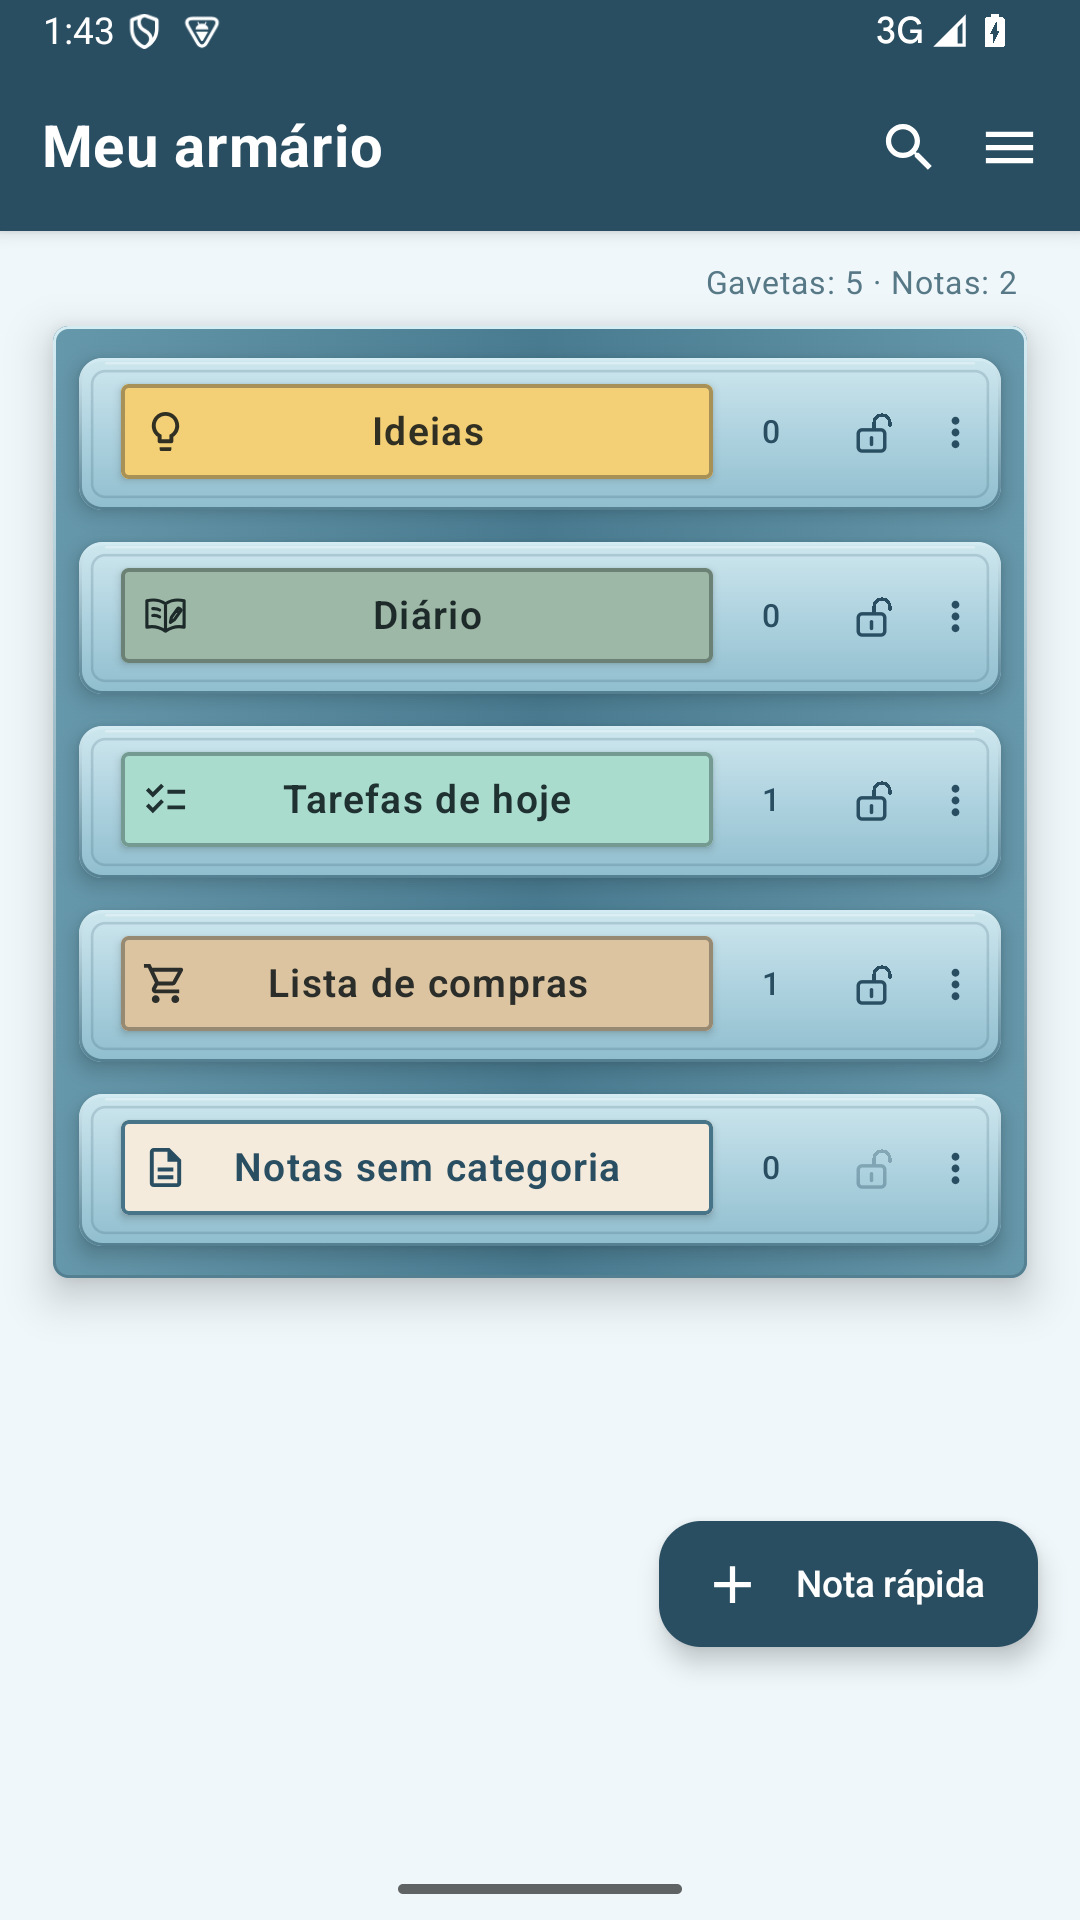 1:43
3G
Meu armário
Gavetas: 5 · Notas: 2
Ideias 0
Diário 0
Tarefas de hoje 1
Lista de compras 1
Notas sem categoria 0
Nota rápida